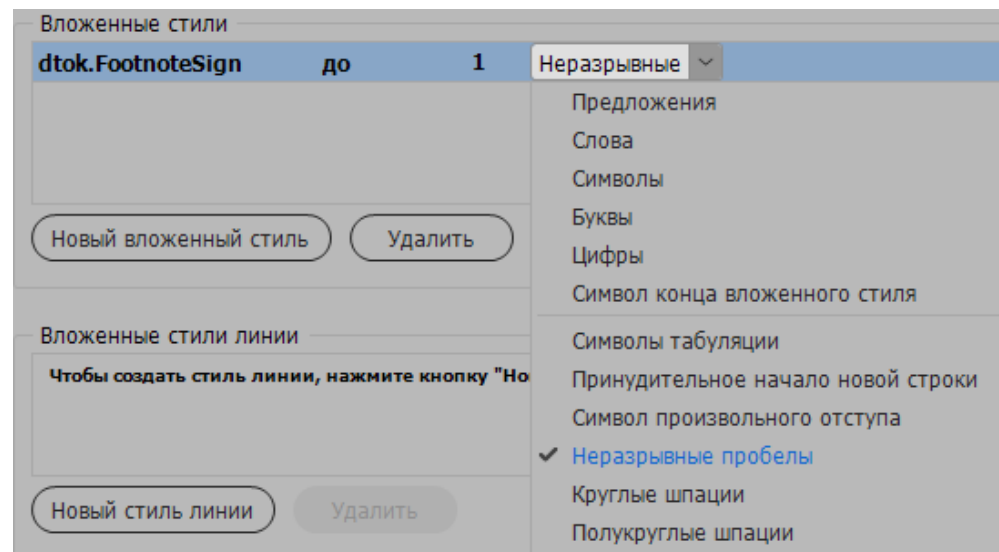 Вложенные стили
dtok.FootnoteSign до 1 Неразрывные
Предложения
Слова
Символы
Буквы
Цифры
Символ конца вложенного стиля
Символы табуляции
Принудительное начало новой строки
Символ произвольного отступа
Неразрывные пробелы
Круглые шпации
Полукруглые шпации
Новый вложенный стиль Удалить
Вложенные стили линии
Чтобы создать стиль линии, нажмите кнопку "Но
Новый стиль линии Удалить